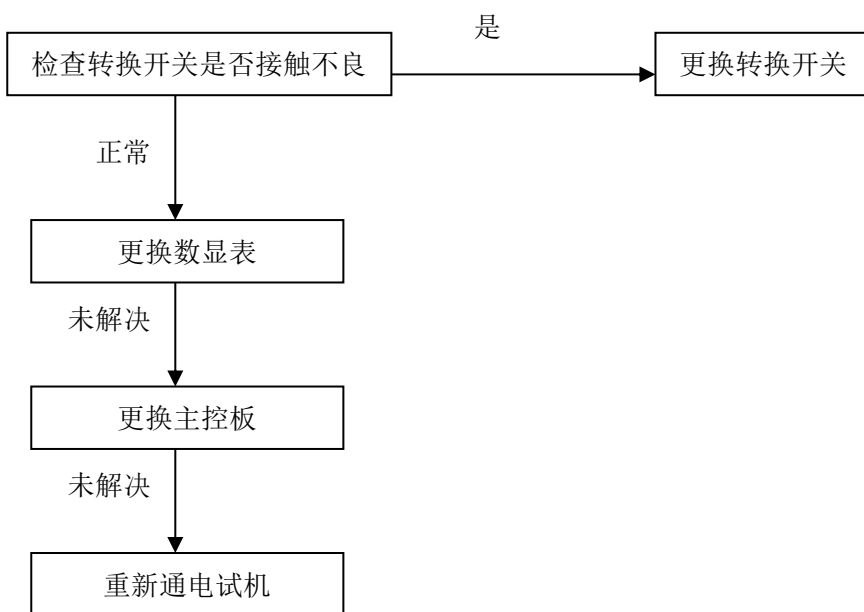 是
检查转换开关是否接触不良
更换转换开关
正常
更换数显表
未解决
更换主控板
未解决
重新通电试机